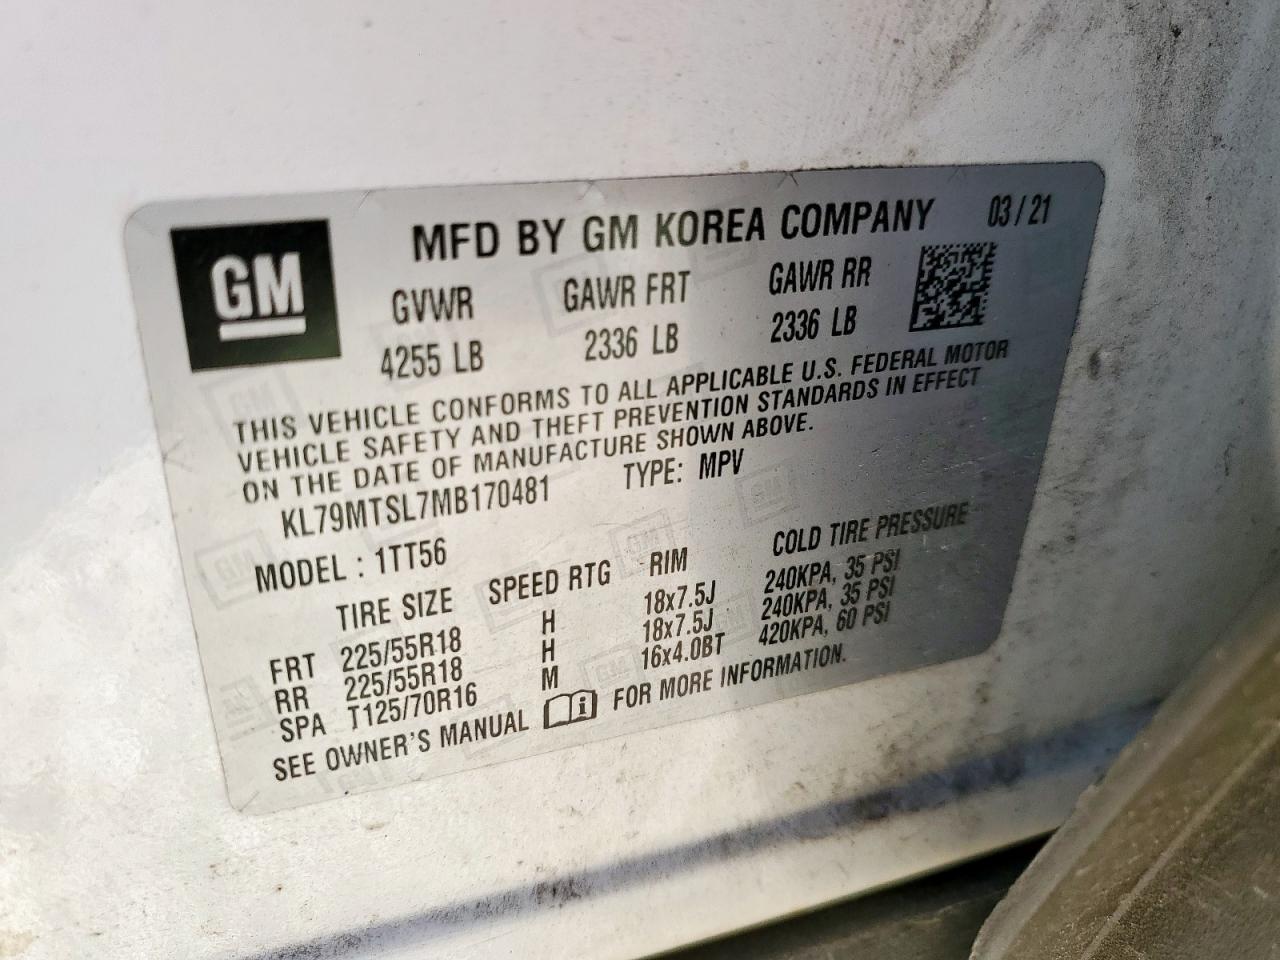 GM
MFD BY GM KOREA COMPANY 03/21
GVWR GAWR FRT GAWR RR
4255 LB 2336 LB 2336 LB
THIS VEHICLE CONFORMS TO ALL APPLICABLE U.S. FEDERAL MOTOR
VEHICLE SAFETY AND THEFT PREVENTION STANDARDS IN EFFECT
ON THE DATE OF MANUFACTURE SHOWN ABOVE.
KL79MTSL7MB170481 TYPE: MPV
MODEL : 1TT56
TIRE SIZE SPEED RTG RIM COLD TIRE PRESSURE
FRT 225/55R18 H 18x7.5J 240KPA, 35 PSI
RR 225/55R18 H 18x7.5J 240KPA, 35 PSI
SPA T125/70R16 M 16x4.0BT 420KPA, 60 PSI
SEE OWNER'S MANUAL i FOR MORE INFORMATION.